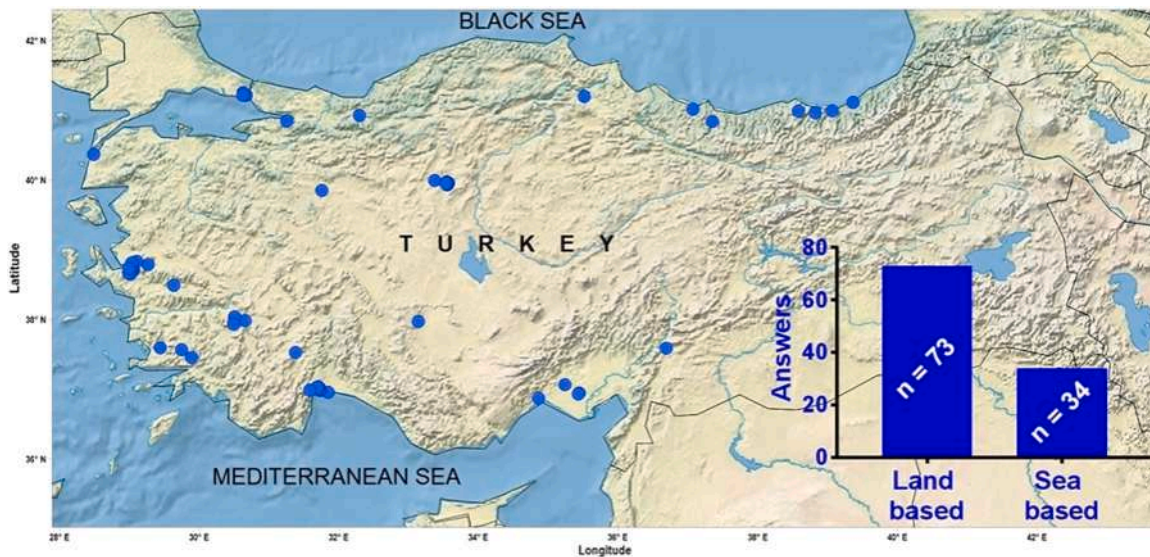 BLACK SEA
42° N
40° N
T U R K E Y
Latitude
38° N
36° N
MEDITERRANEAN SEA
80
60
40
20
0
Answers
n = 73
n = 34
Land based
Sea based
28° E 30° E 32° E 34° E 36° E 38° E 40° E 42° E
Longitude